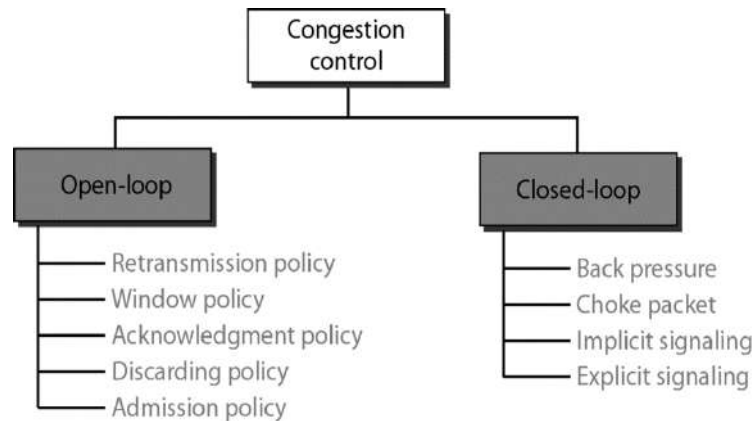 Congestion
control
Open-loop
Retransmission policy
Window policy
Acknowledgment policy
Discarding policy
Admission policy
Closed-loop
Back pressure
Choke packet
Implicit signaling
Explicit signaling